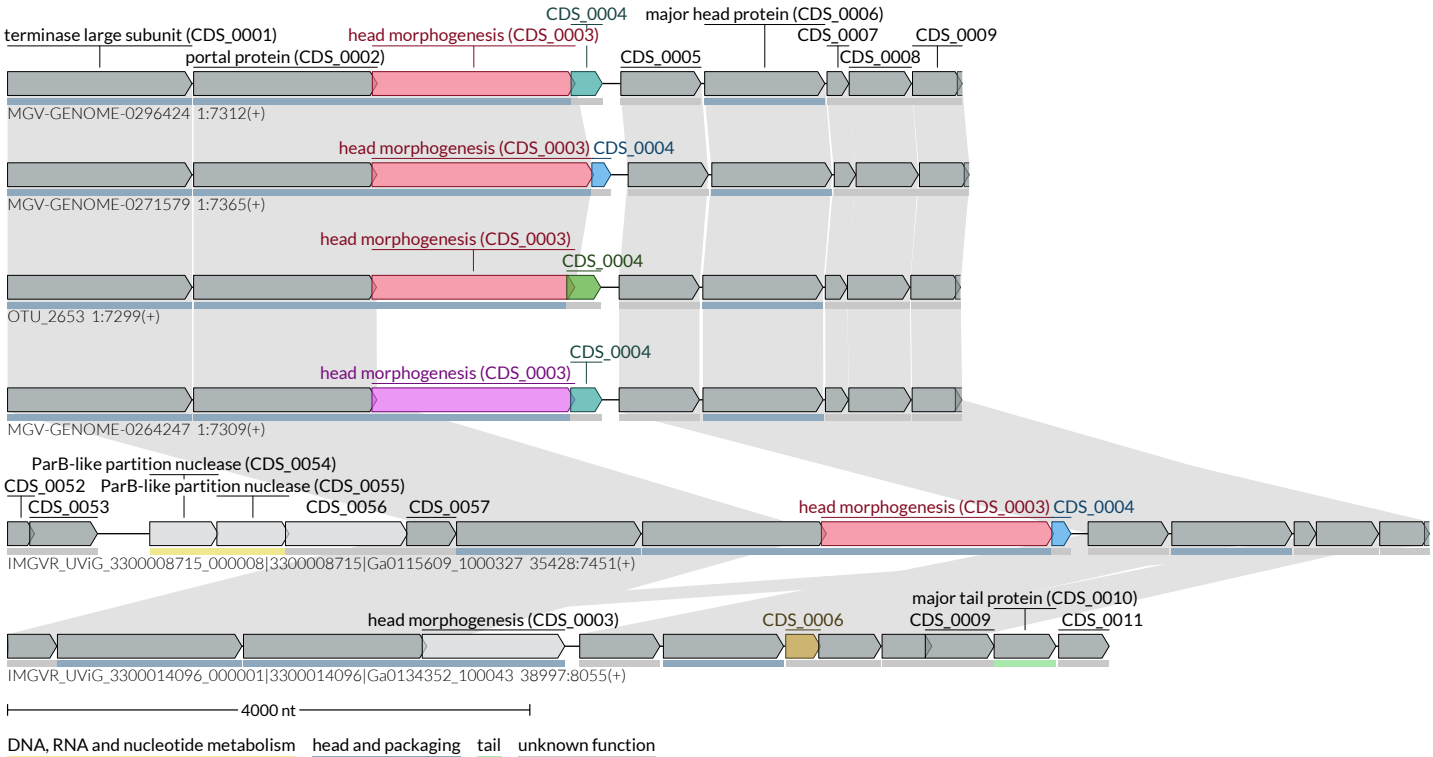 CDS_0004
major head protein (CDS_0006)
terminase large subunit (CDS_0001)
head morphogenesis (CDS_0003)
CDS_0007
CDS_0009
portal protein (CDS_0002)
CDS_0005
CDS_0008
MGV-GENOME-0296424 1:7312(+)
head morphogenesis (CDS_0003)
CDS_0004
MGV-GENOME-0271579 1:7365(+)
head morphogenesis (CDS_0003)
CDS_0004
OTU_2653 1:7299(+)
CDS_0004
head morphogenesis (CDS_0003)
MGV-GENOME-0264247 1:7309(+)
ParB-like partition nuclease (CDS_0054)
CDS_0052
ParB-like partition nuclease (CDS_0055)
CDS_0053
CDS_0056
CDS_0057
head morphogenesis (CDS_0003)
CDS_0004
IMGVR_UViG_3300008715_000008|3300008715|Ga0115609_1000327 35428:7451(+)
major tail protein (CDS_0010)
head morphogenesis (CDS_0003)
CDS_0006
CDS_0009
CDS_0011
IMGVR_UViG_3300014096_000001|3300014096|Ga0134352_100043 38997:8055(+)
4000 nt
DNA, RNA and nucleotide metabolism
head and packaging
tail
unknown function